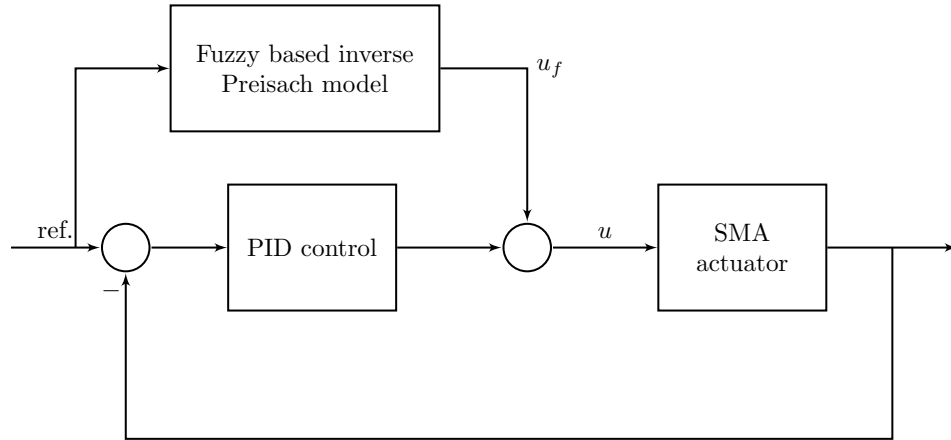 Fuzzy based inverse
Preisach model
u_f
ref.
PID control
u
SMA
actuator
−